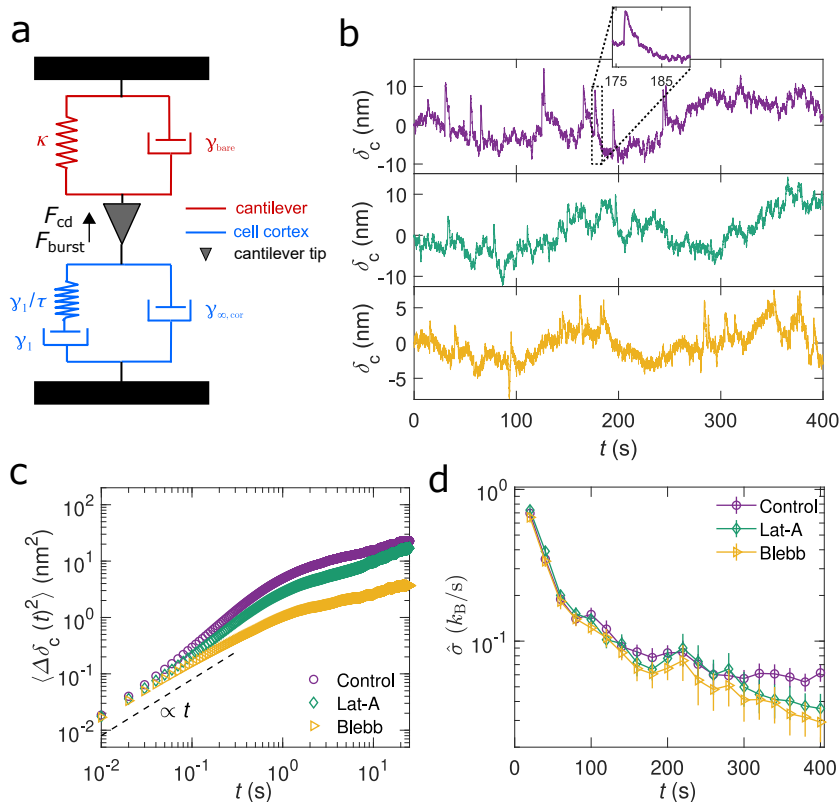 a
κ
γbare
Fcd
Fburst
cantilever
cell cortex
cantilever tip
γ1/τ
γ1
γ∞,cor
b
175 185
δc (nm)
10
0
-10
δc (nm)
10
0
-10
δc (nm)
5
0
-5
0 100 200 300 400
t (s)
c
⟨Δδc (t)²⟩ (nm²)
10²
10¹
10⁰
10⁻¹
10⁻²
∝ t
Control
Lat-A
Blebb
10⁻² 10⁻¹ 10⁰ 10¹
t (s)
d
σ̂ (kB/s)
10⁰
10⁻¹
Control
Lat-A
Blebb
0 100 200 300 400
t (s)